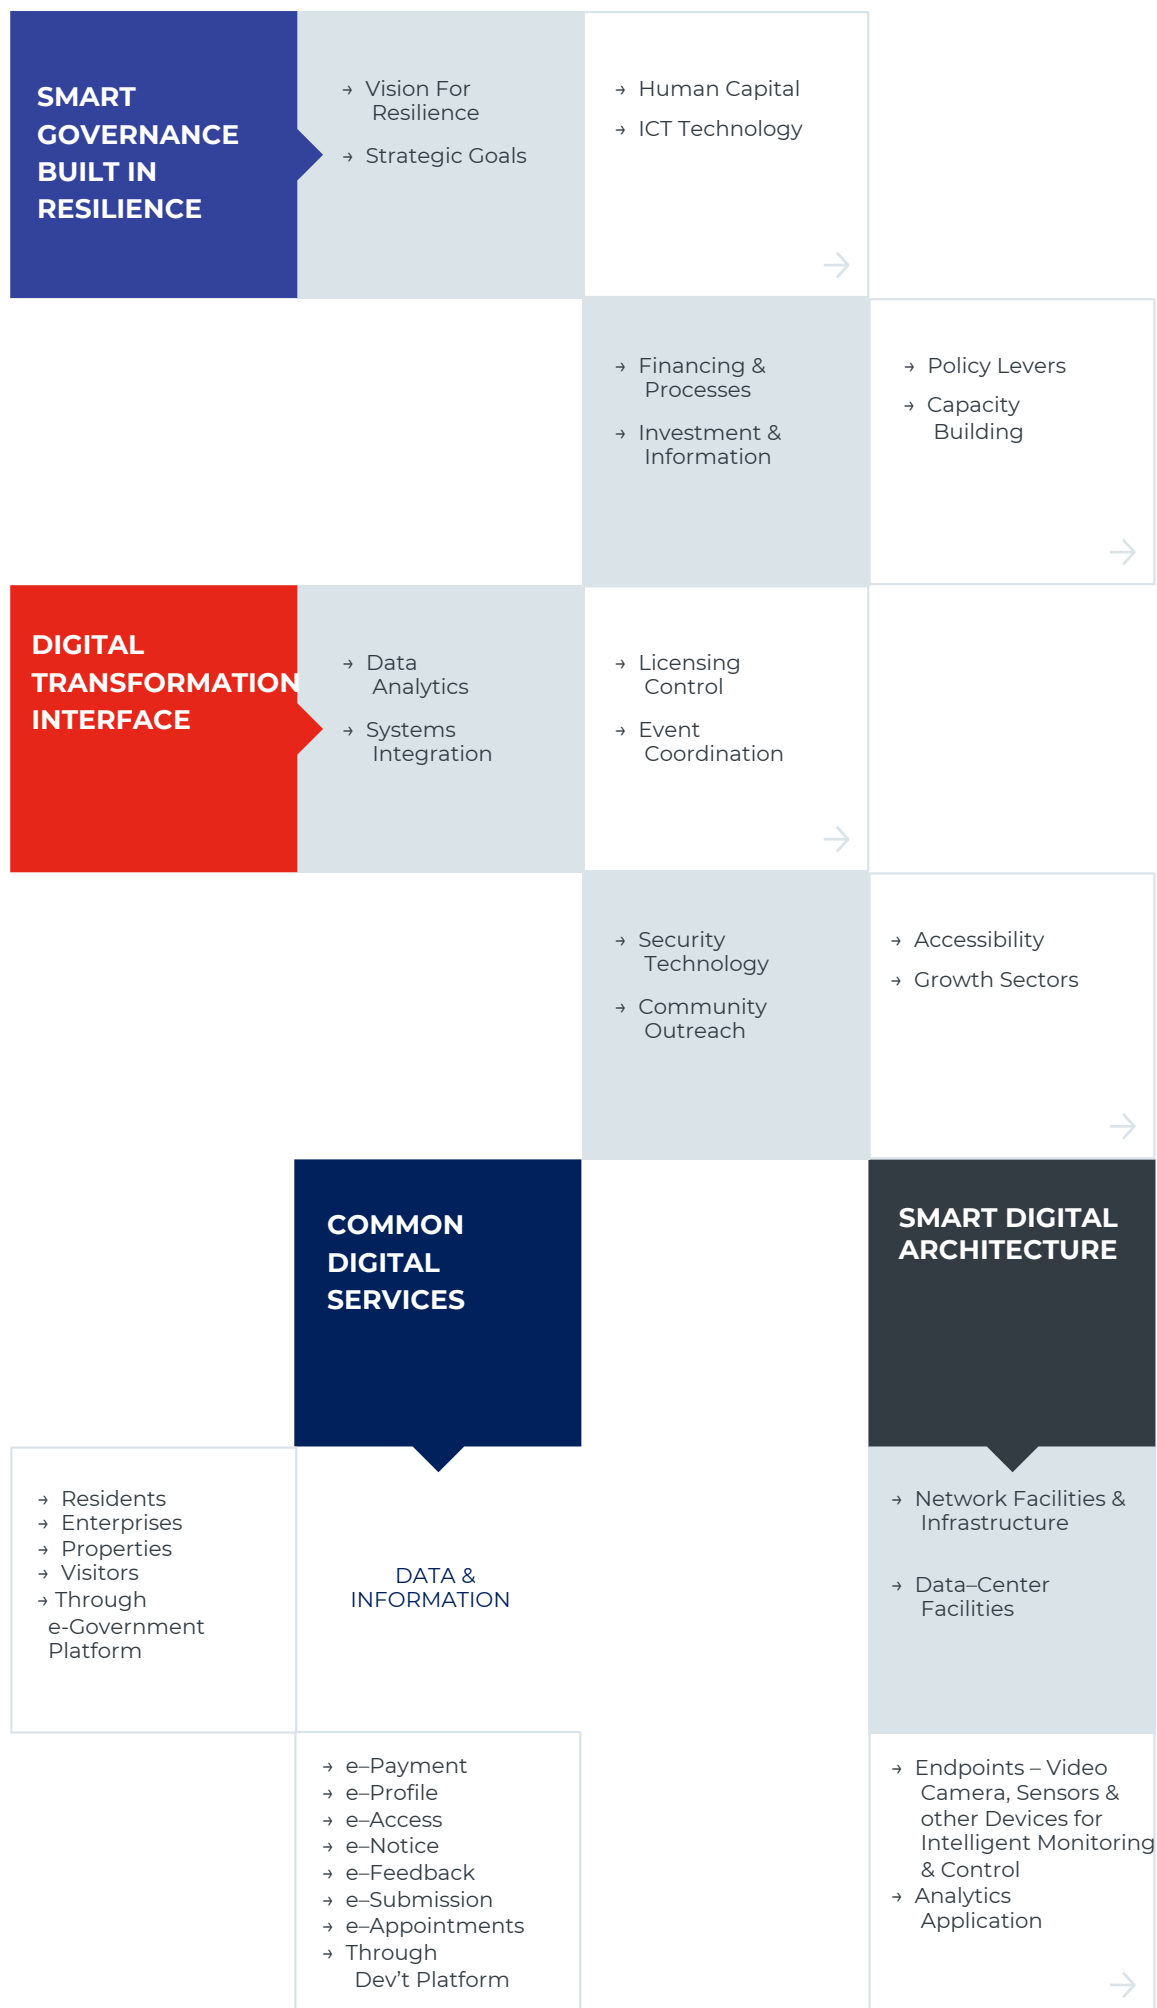 SMART
GOVERNANCE
BUILT IN
RESILIENCE
→ Vision For
Resilience
→ Strategic Goals
→ Human Capital
→ ICT Technology
→ Financing &
Processes
→ Investment &
Information
→ Policy Levers
→ Capacity
Building
DIGITAL
TRANSFORMATION
INTERFACE
→ Data
Analytics
→ Systems
Integration
→ Licensing
Control
→ Event
Coordination
→ Security
Technology
→ Community
Outreach
→ Accessibility
→ Growth Sectors
COMMON
DIGITAL
SERVICES
→ Residents
→ Enterprises
→ Properties
→ Visitors
→ Through
e-Government
Platform
DATA &
INFORMATION
→ e–Payment
→ e–Profile
→ e–Access
→ e–Notice
→ e–Feedback
→ e–Submission
→ e–Appointments
→ Through
Dev't Platform
SMART DIGITAL
ARCHITECTURE
→ Network Facilities &
Infrastructure
→ Data–Center
Facilities
→ Endpoints – Video
Camera, Sensors &
other Devices for
Intelligent Monitoring
& Control
→ Analytics
Application